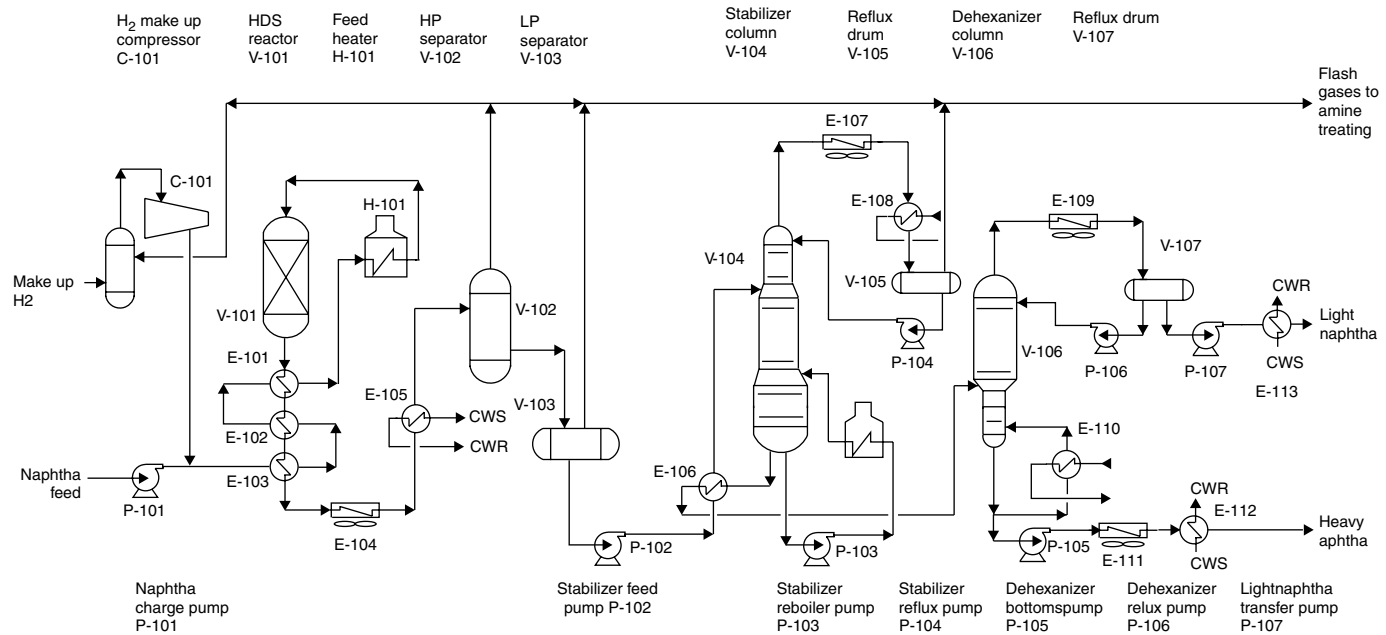 H2 make up
compressor
C-101
HDS
reactor
V-101
Feed
heater
H-101
HP
separator
V-102
LP
separator
V-103
Stabilizer
column
V-104
Reflux
drum
V-105
Dehexanizer
column
V-106
Reflux drum
V-107
Flash
gases to
amine
treating
E-107
C-101
H-101
E-108
E-109
V-107
V-104
Make up
H2
V-105
CWR
V-101
V-102
Light
naphtha
P-104
V-106
P-106
P-107
CWS
E-101
E-105
V-103
E-113
CWS
E-102
CWR
E-110
E-106
Naphtha
feed
E-103
CWR
E-112
P-101
P-102
P-103
P-105
Heavy
aphtha
E-104
E-111
CWS
Naphtha
charge pump
P-101
Stabilizer feed
pump P-102
Stabilizer
reboiler pump
P-103
Stabilizer
reflux pump
P-104
Dehexanizer
bottomspump
P-105
Dehexanizer
relux pump
P-106
Lightnaphtha
transfer pump
P-107